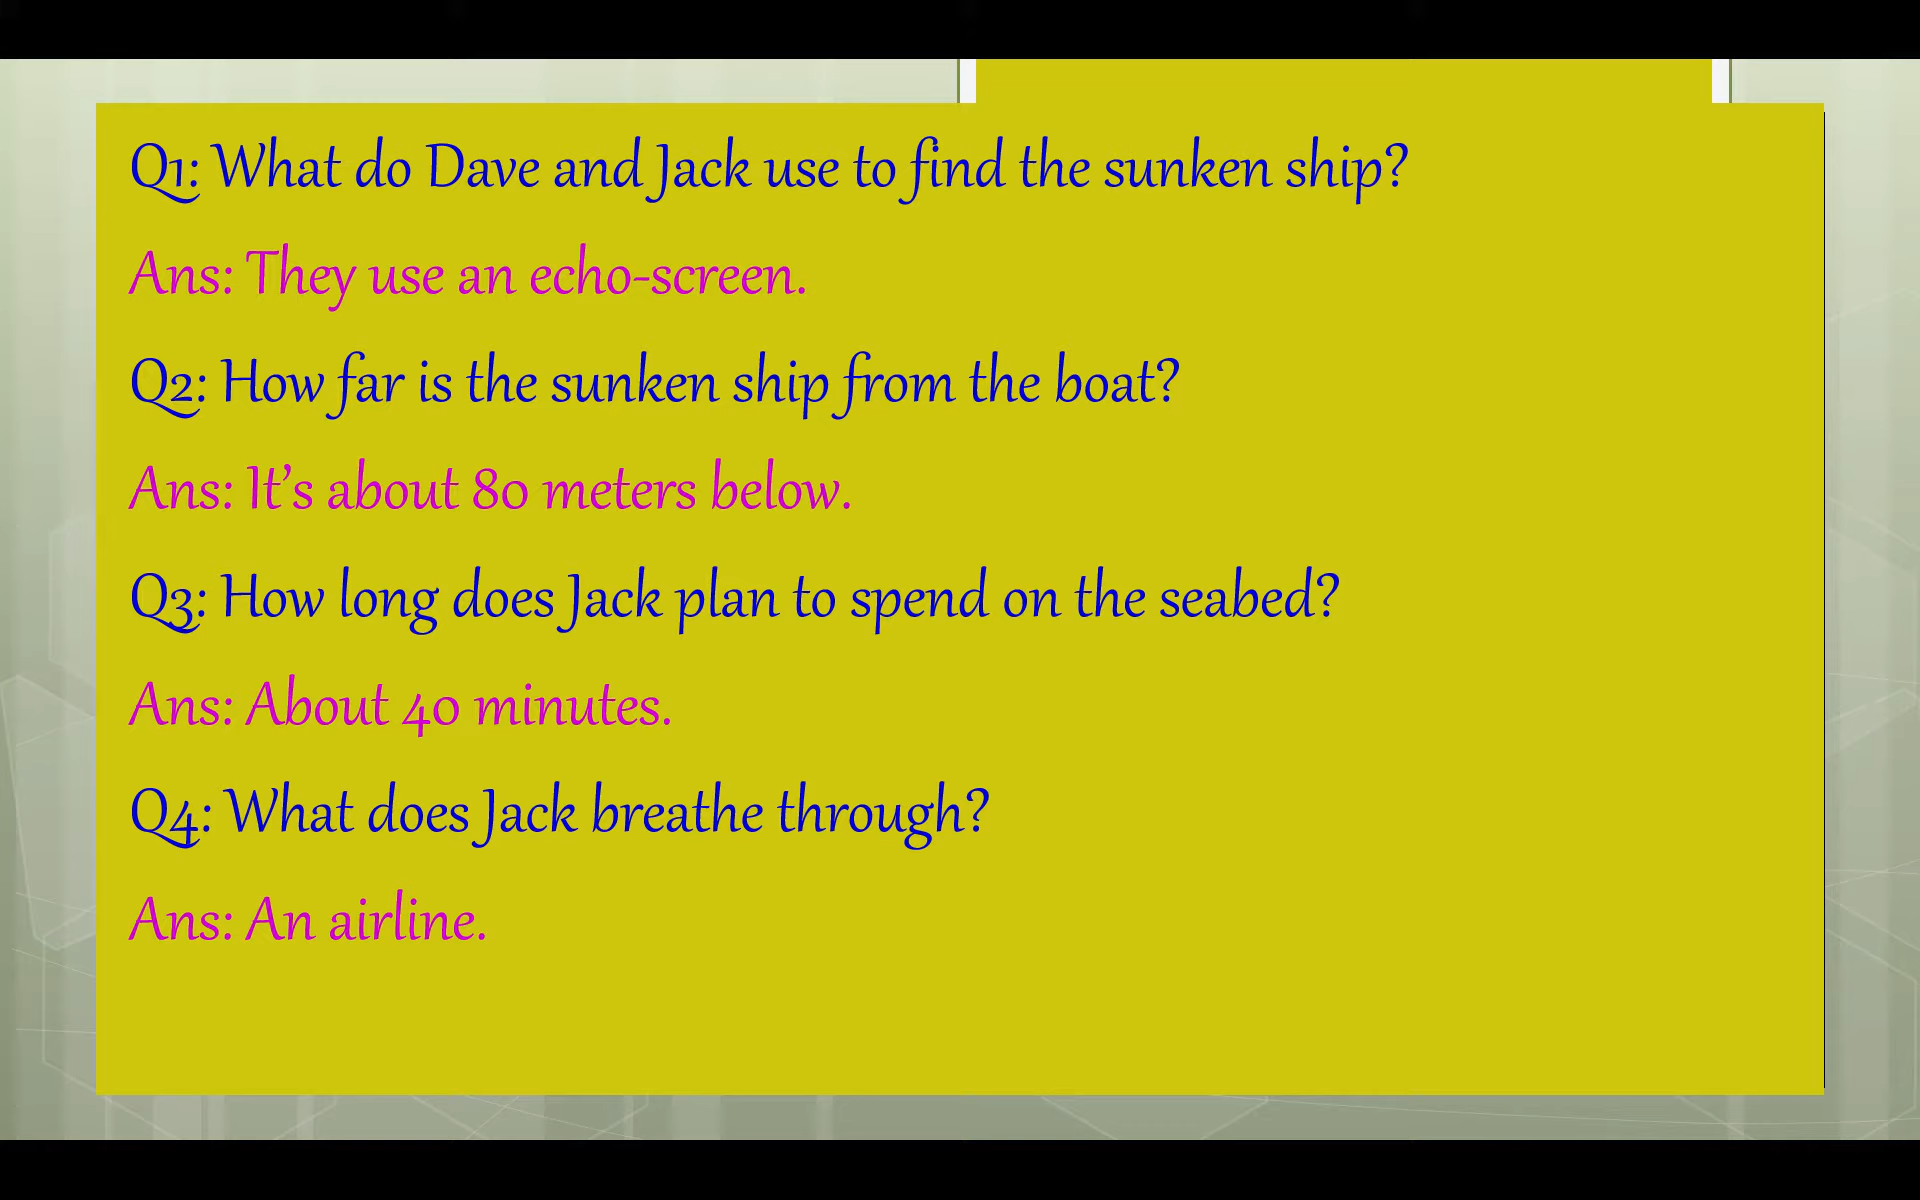 Q1: What do Dave and Jack use to find the sunken ship?
Ans: They use an echo-screen.
Q2: How far is the sunken ship from the boat?
Ans: It’s about 80 meters below.
Q3: How long does Jack plan to spend on the seabed?
Ans: About 40 minutes.
Q4: What does Jack breathe through?
Ans: An airline.